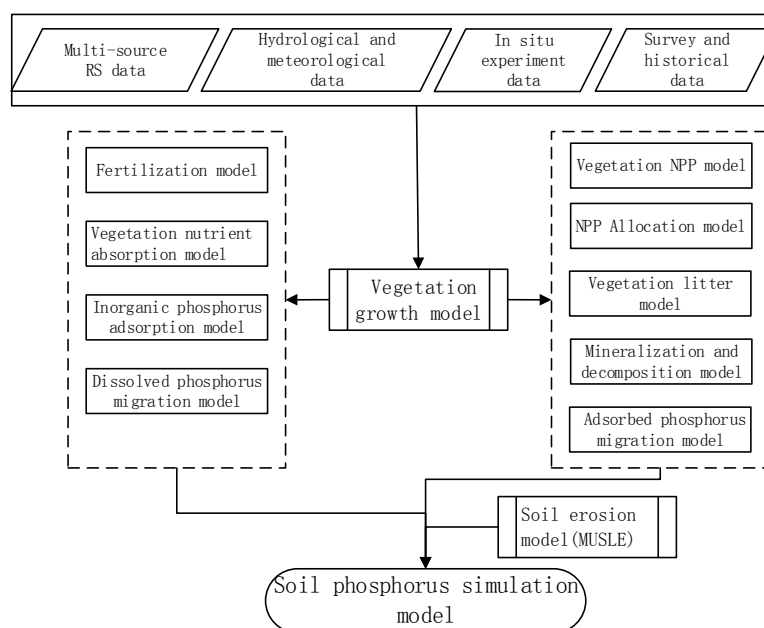 Multi-source
RS data
Hydrological and
meteorological
data
In situ
experiment
data
Survey and
historical
data
Fertilization model
Vegetation nutrient
absorption model
Inorganic phosphorus
adsorption model
Dissolved phosphorus
migration model
Vegetation
growth model
Vegetation NPP model
NPP Allocation model
Vegetation litter
model
Mineralization and
decomposition model
Adsorbed phosphorus
migration model
Soil erosion
model(MUSLE)
Soil phosphorus simulation
model